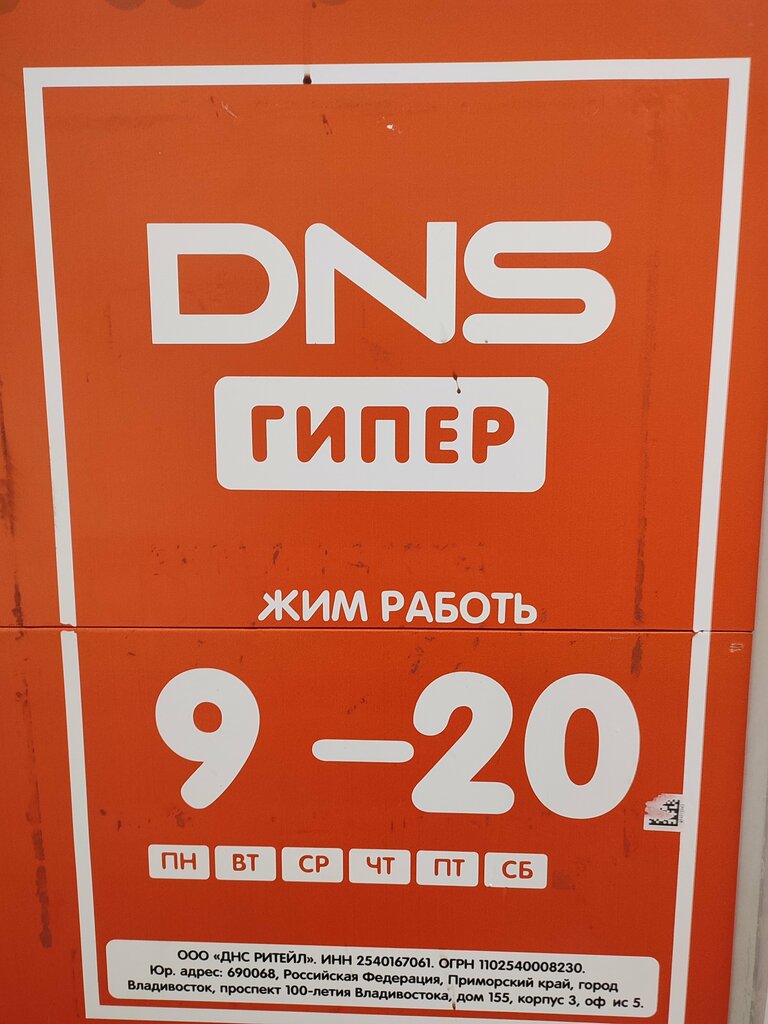 DNS
ГИПЕР
ЖИМ РАБОТЬ
9 – 20
ПН ВТ СР ЧТ ПТ СБ
ООО «ДНС РИТЕЙЛ». ИНН 2540167061. ОГРН 1102540008230.
Юр. адрес: 690068, Российская Федерация, Приморский край, город
Владивосток, проспект 100-летия Владивостока, дом 155, корпус 3, оф ис 5.